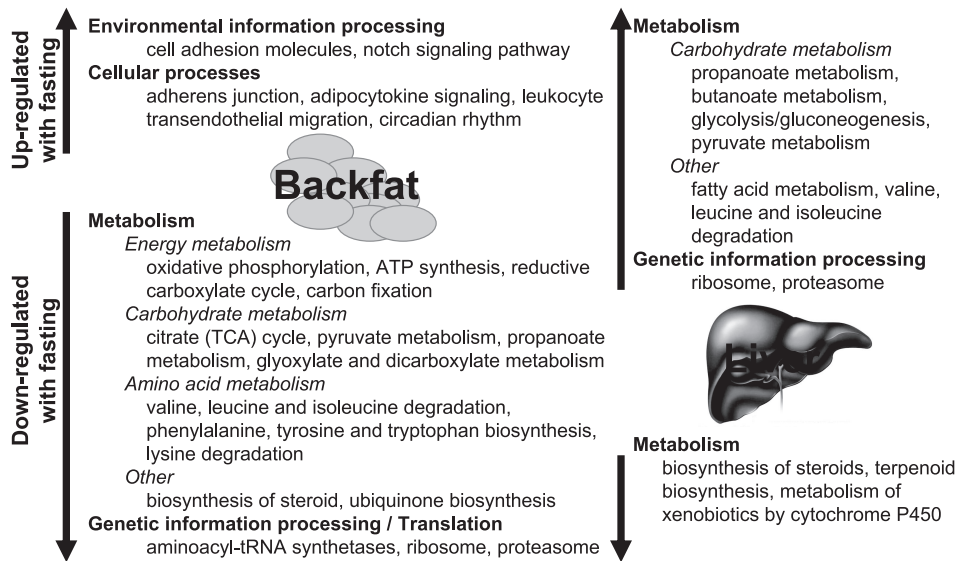 Up-regulated
with fasting
Environmental information processing
cell adhesion molecules, notch signaling pathway
Cellular processes
adherens junction, adipocytokine signaling, leukocyte
transendothelial migration, circadian rhythm
Backfat
Down-regulated
with fasting
Metabolism
Energy metabolism
oxidative phosphorylation, ATP synthesis, reductive
carboxylate cycle, carbon fixation
Carbohydrate metabolism
citrate (TCA) cycle, pyruvate metabolism, propanoate
metabolism, glyoxylate and dicarboxylate metabolism
Amino acid metabolism
valine, leucine and isoleucine degradation,
phenylalanine, tyrosine and tryptophan biosynthesis,
lysine degradation
Other
biosynthesis of steroid, ubiquinone biosynthesis
Genetic information processing / Translation
aminoacyl-tRNA synthetases, ribosome, proteasome
Metabolism
Carbohydrate metabolism
propanoate metabolism,
butanoate metabolism,
glycolysis/gluconeogenesis,
pyruvate metabolism
Other
fatty acid metabolism, valine,
leucine and isoleucine
degradation
Genetic information processing
ribosome, proteasome
Liver
Metabolism
biosynthesis of steroids, terpenoid
biosynthesis, metabolism of
xenobiotics by cytochrome P450